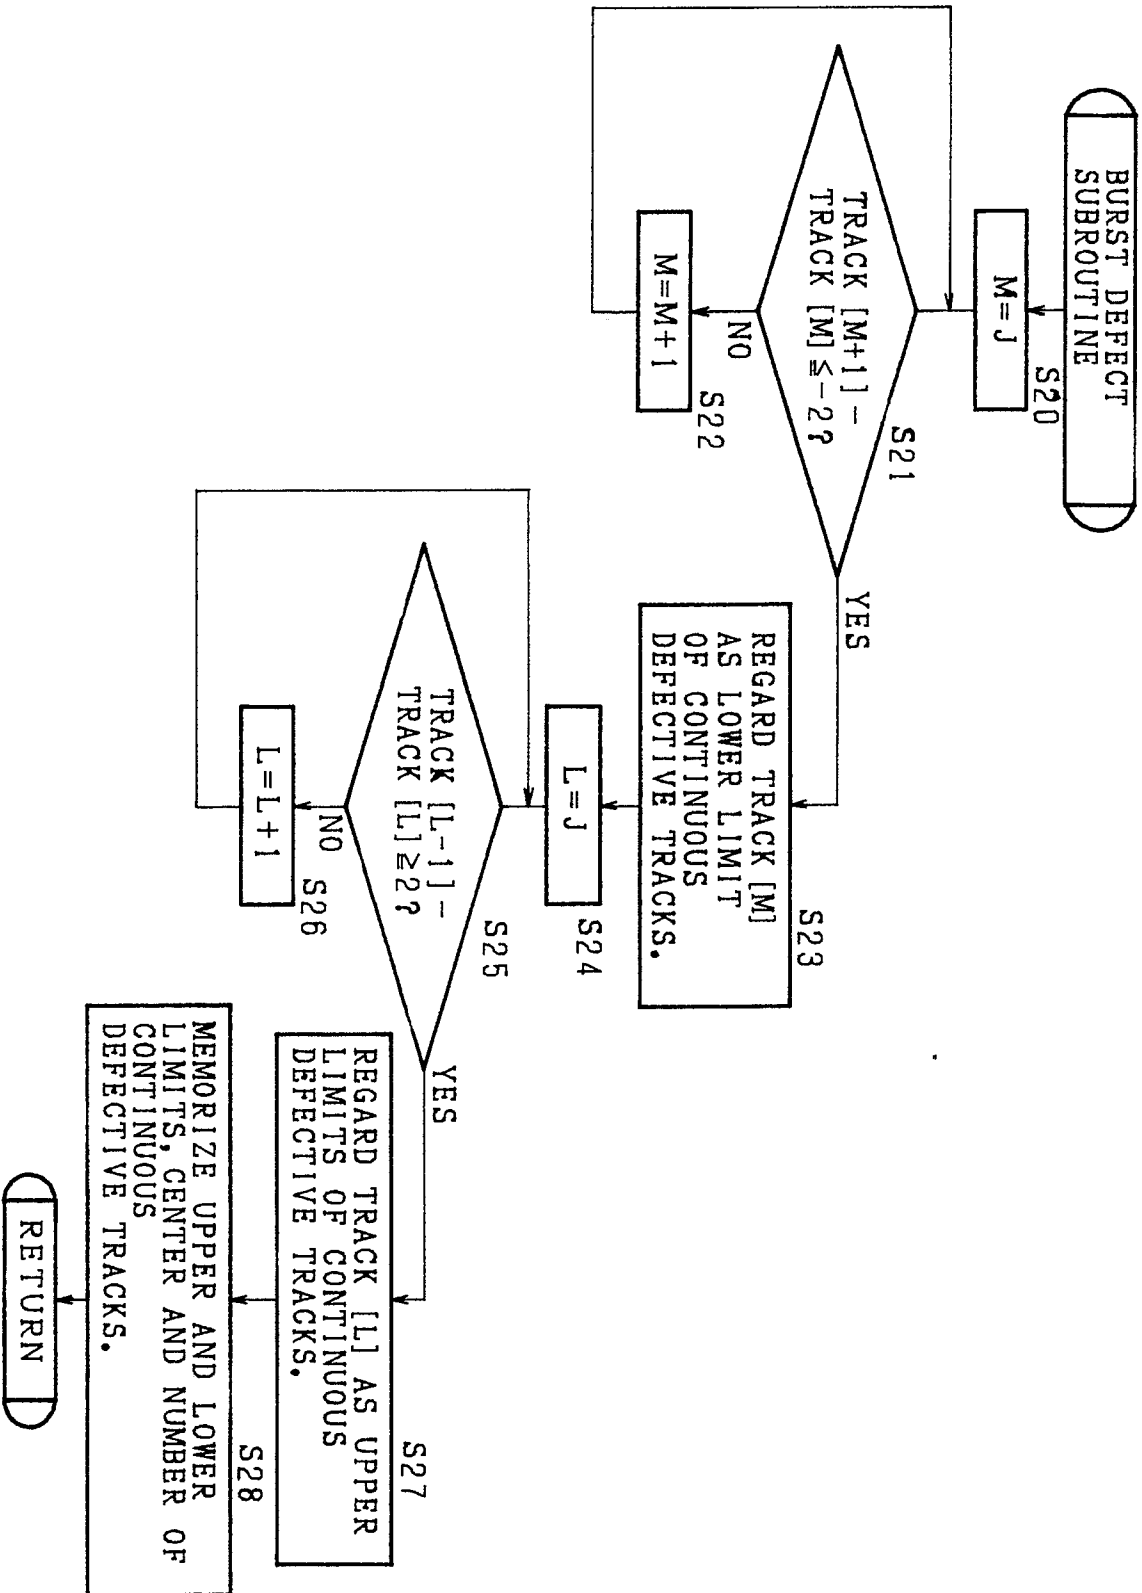 BURST DEFECT
SUBROUTINE
S20
M=J
S21
TRACK [M+1]-
TRACK [M]≦-2?
YES
NO
S22
M=M+1
S23
REGARD TRACK [M]
AS LOWER LIMIT
OF CONTINUOUS
DEFECTIVE TRACKS.
S24
L=J
S25
TRACK [L-1]-
TRACK [L]≧2?
YES
NO
S26
L=L+1
S27
REGARD TRACK [L] AS UPPER
LIMITS OF CONTINUOUS
DEFECTIVE TRACKS.
S28
MEMORIZE UPPER AND LOWER
LIMITS, CENTER AND NUMBER OF
CONTINUOUS
DEFECTIVE TRACKS.
RETURN